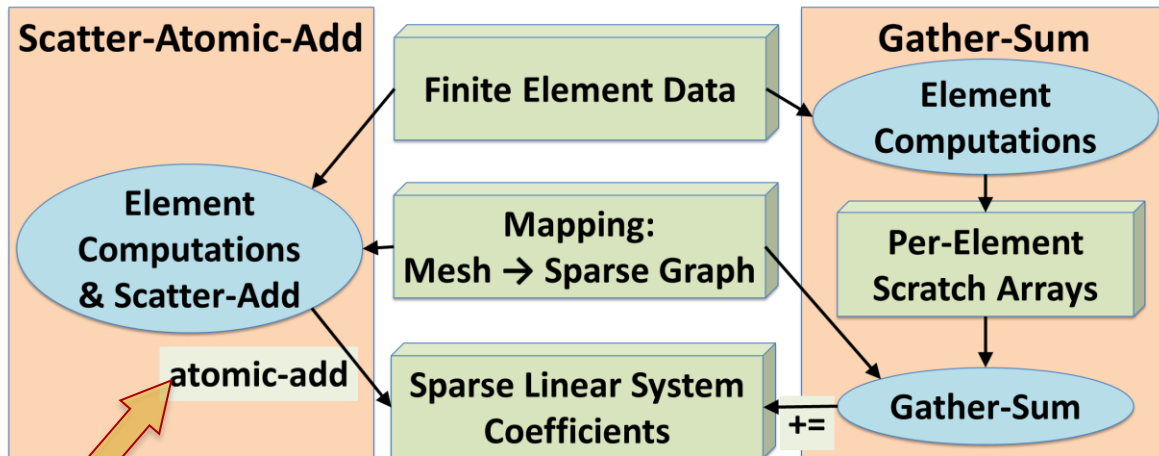 Scatter-Atomic-Add
Finite Element Data
Gather-Sum
Element
Computations
Element
Computations
& Scatter-Add
Mapping:
Mesh → Sparse Graph
Per-Element
Scratch Arrays
atomic-add
Sparse Linear System
Coefficients
+=
Gather-Sum